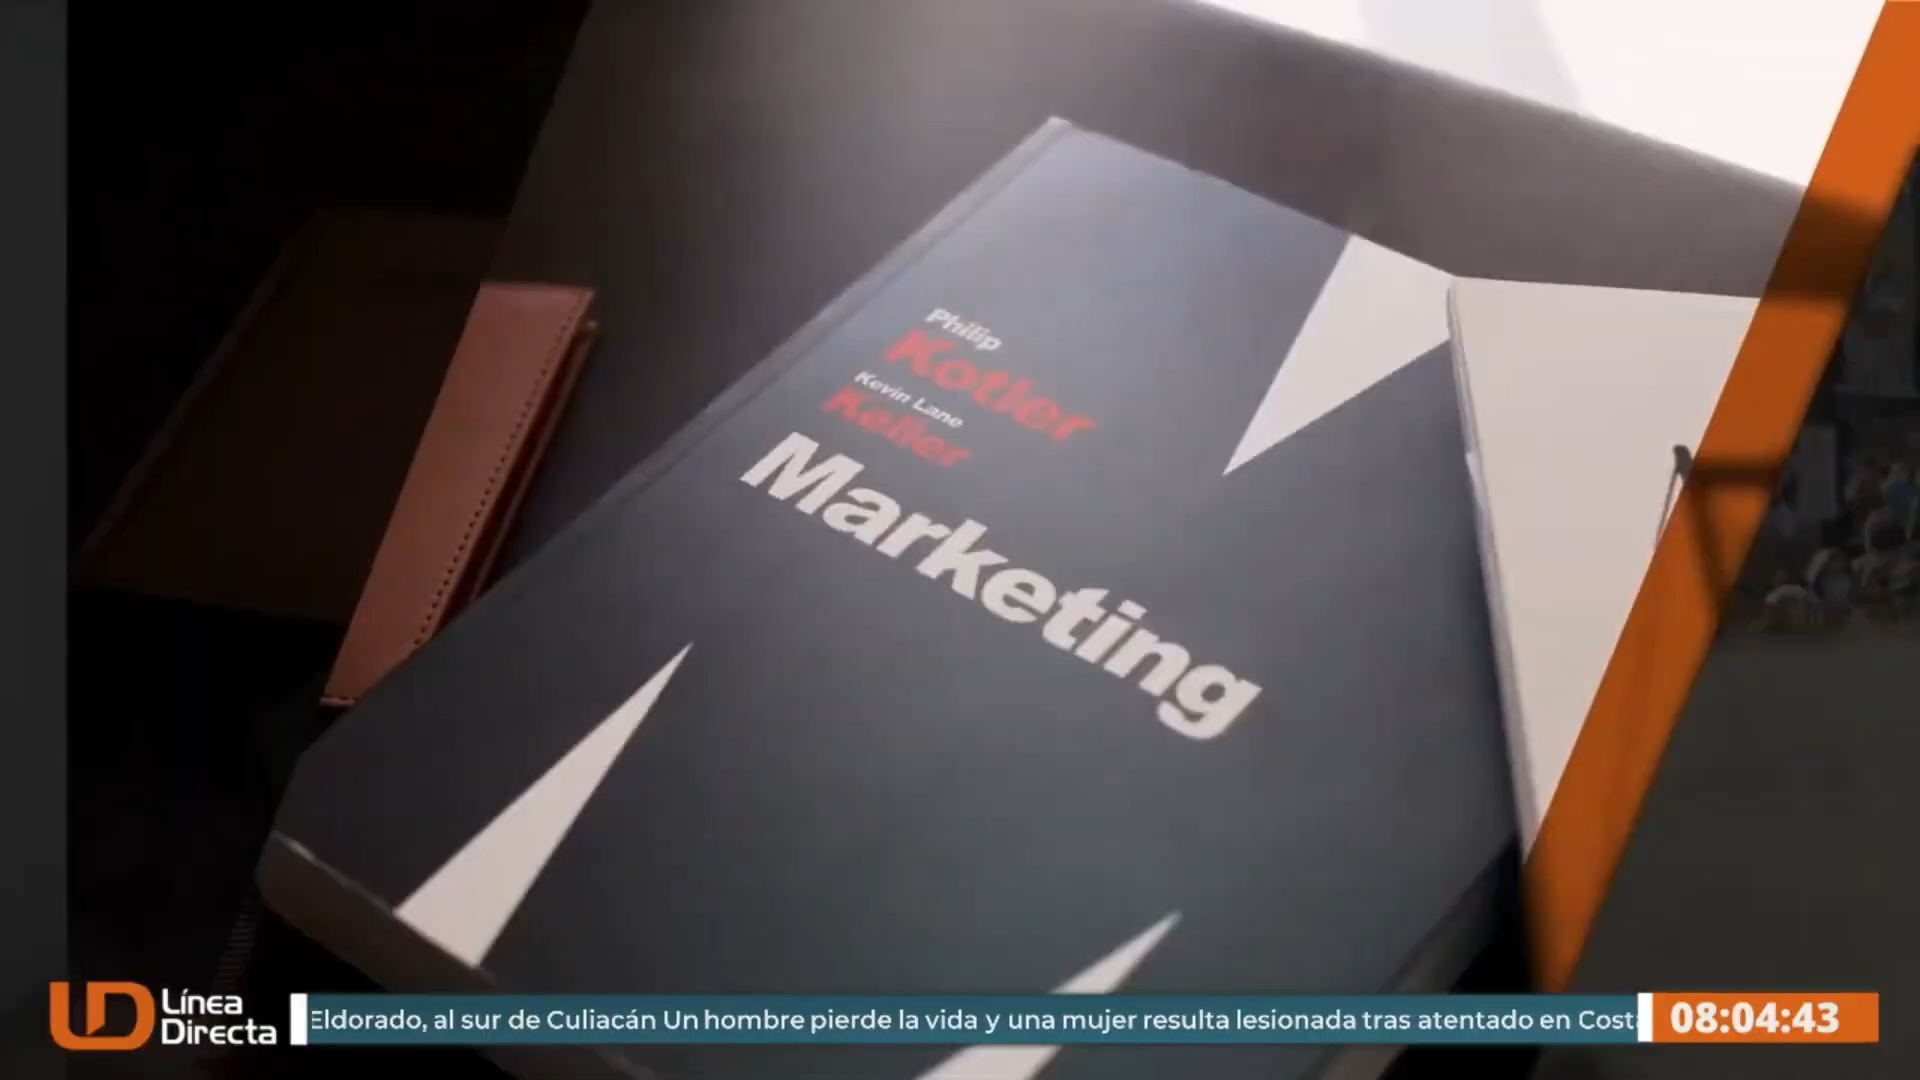 Philip
Kotler
Kevin Lane
Keller
Marketing
Línea
Directa
Eldorado, al sur de Culiacán Un hombre pierde la vida y una mujer resulta lesionada tras atentado en
08:04:43